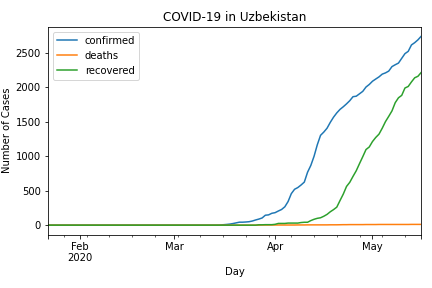 COVID-19 in Uzbekistan
confirmed
deaths
recovered
Number of Cases
2500
2000
1500
1000
500
0
Feb
2020
Mar
Apr
May
Day